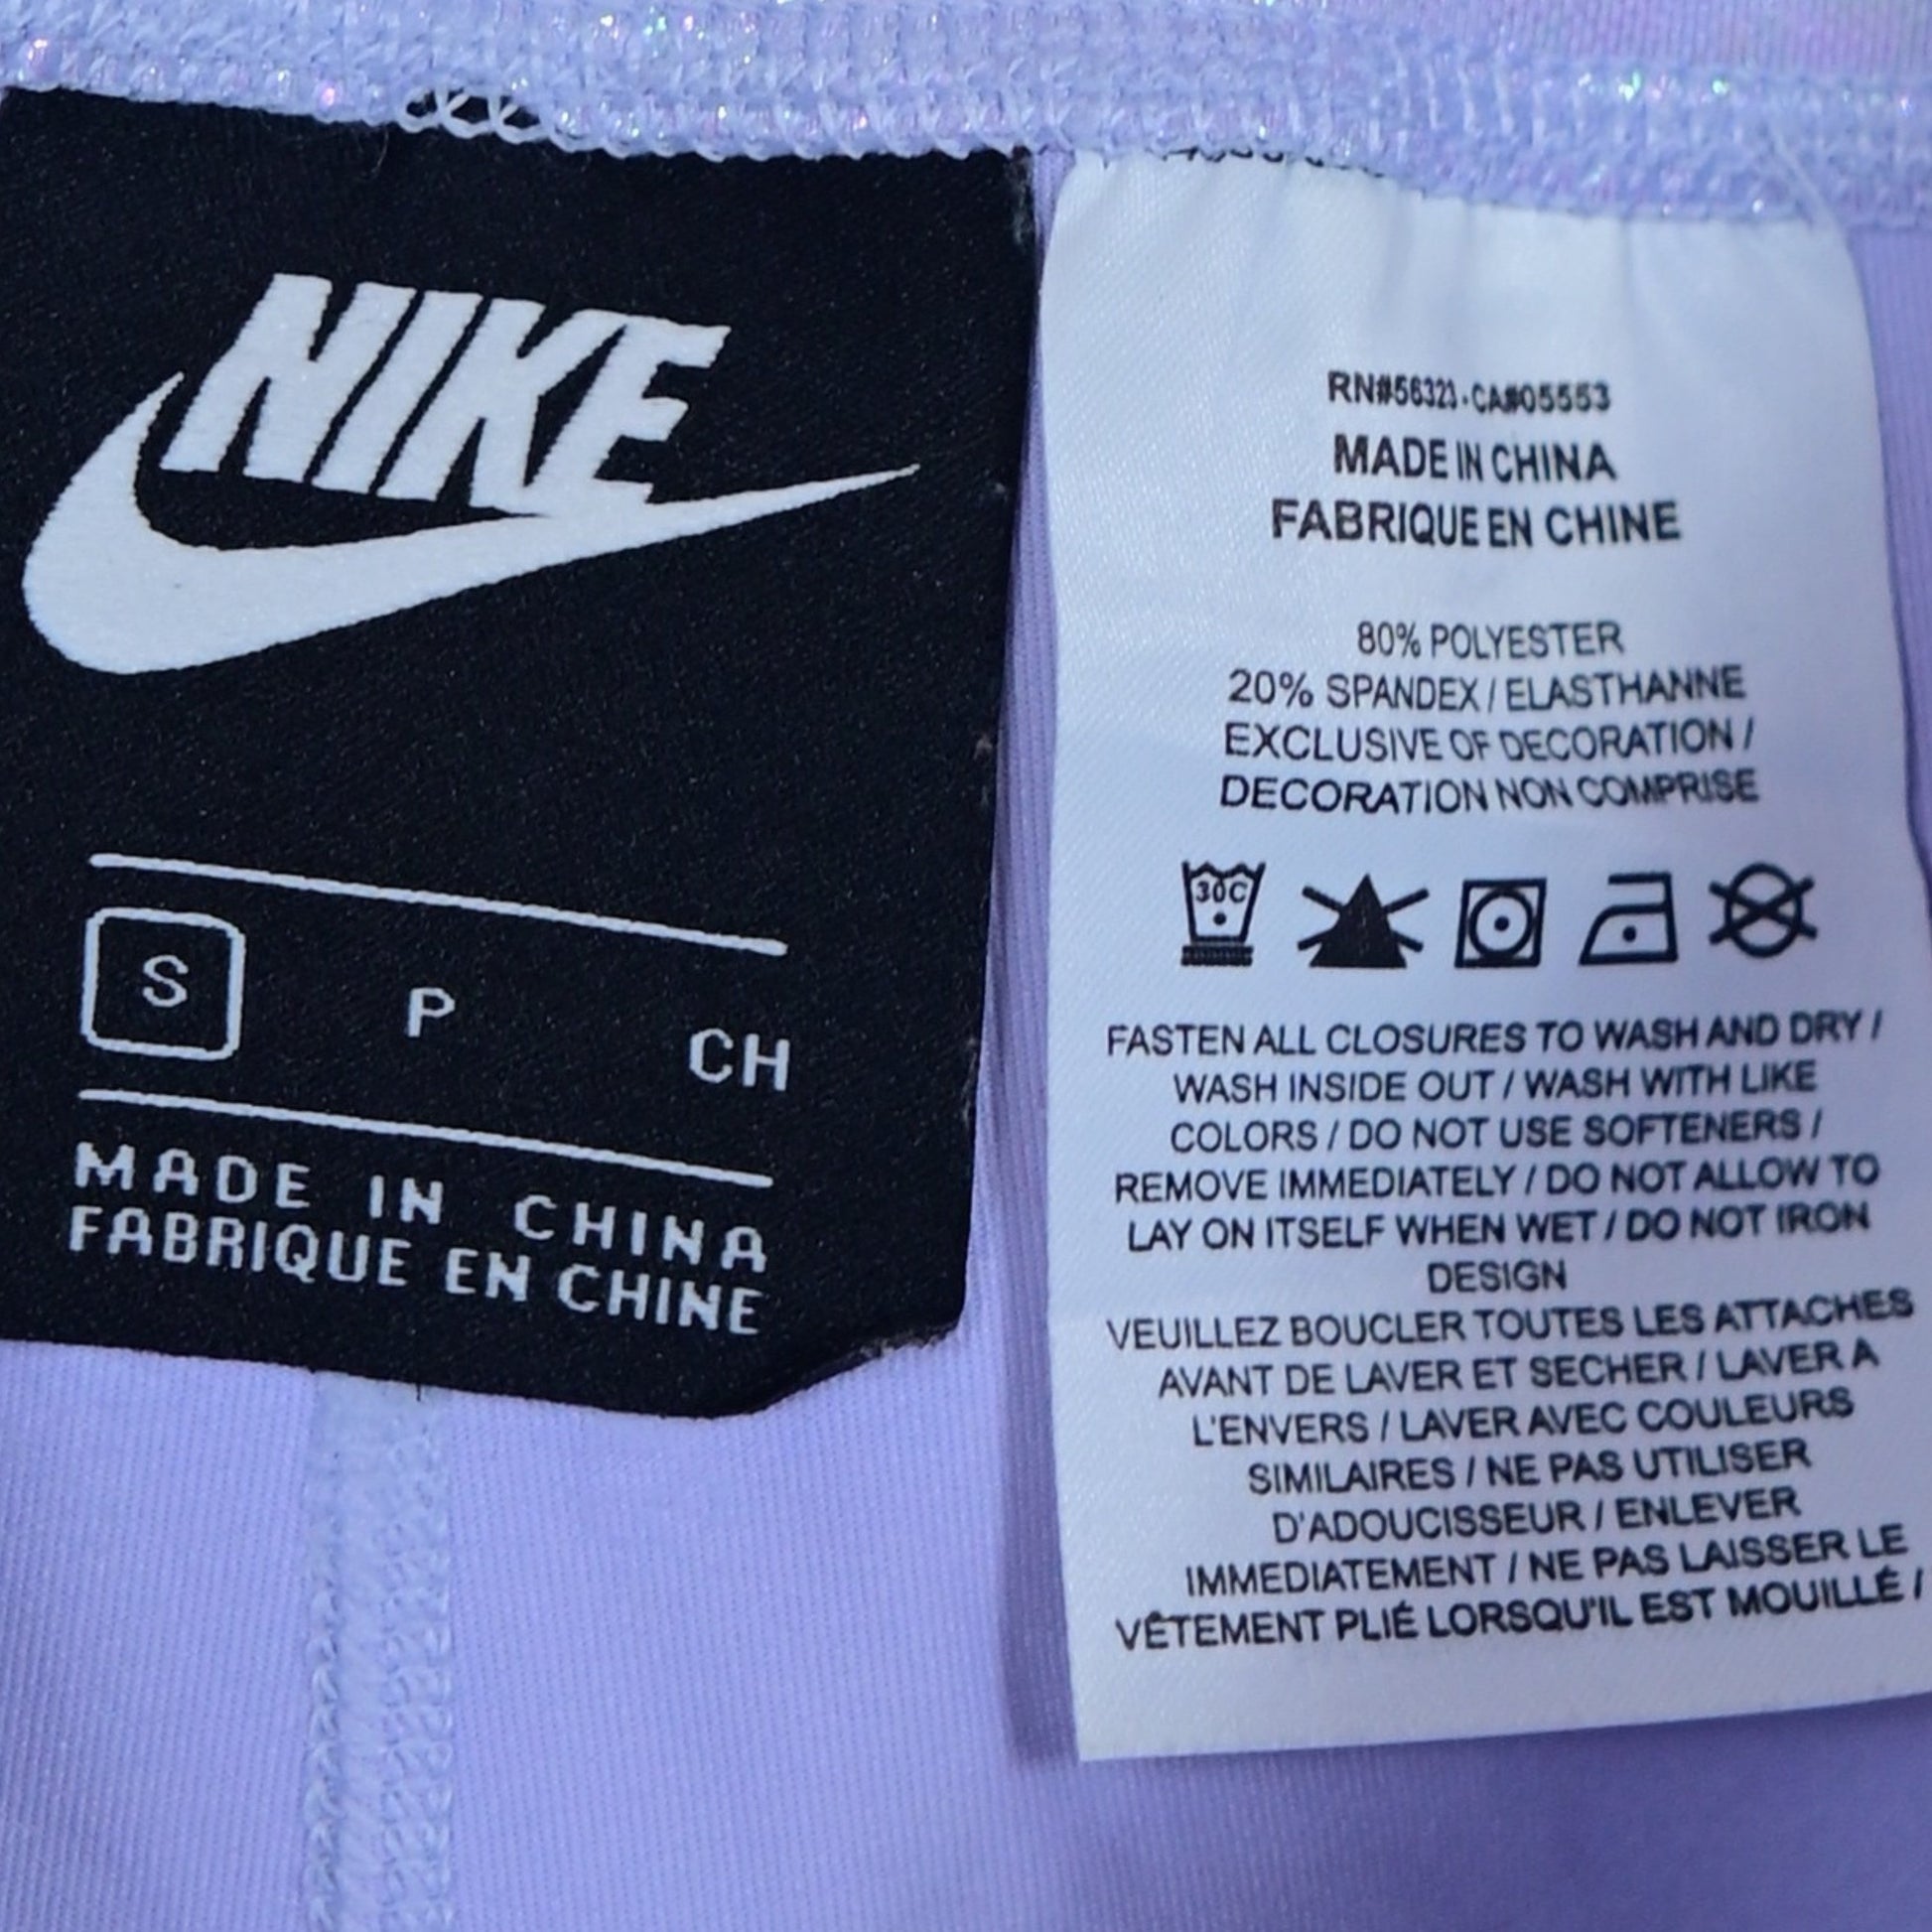 NIKE
S P CH
MADE IN CHINA
FABRIQUE EN CHINE
RN#56323 • CA#05553
MADE IN CHINA
FABRIQUE EN CHINE
80% POLYESTER
20% SPANDEX / ELASTHANNE
EXCLUSIVE OF DECORATION /
DECORATION NON COMPRISE
30C
FASTEN ALL CLOSURES TO WASH AND DRY /
WASH INSIDE OUT / WASH WITH LIKE
COLORS / DO NOT USE SOFTENERS /
REMOVE IMMEDIATELY / DO NOT ALLOW TO
LAY ON ITSELF WHEN WET / DO NOT IRON
DESIGN
VEUILLEZ BOUCLER TOUTES LES ATTACHES
AVANT DE LAVER ET SECHER / LAVER A
L'ENVERS / LAVER AVEC COULEURS
SIMILAIRES / NE PAS UTILISER
D'ADOUCISSEUR / ENLEVER
IMMEDIATEMENT / NE PAS LAISSER LE
VÊTEMENT PLIÉ LORSQU'IL EST MOUILLÉ /